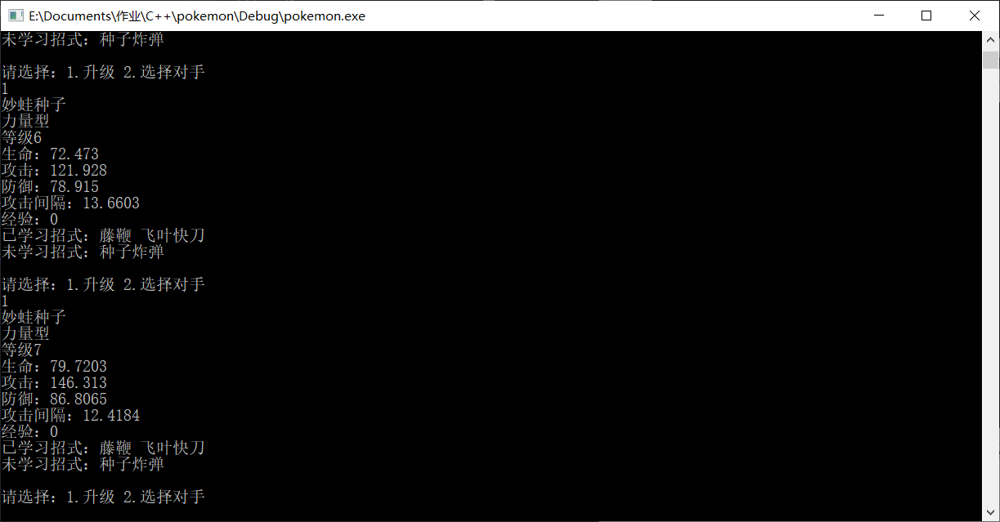 E:\Documents\作业\C++\pokemon\Debug\pokemon.exe
未学习招式：种子炸弹
请选择：1.升级 2.选择对手
1
妙蛙种子
力量型
等级6
生命：72.473
攻击：121.928
防御：78.915
攻击间隔：13.6603
经验：0
已学习招式：藤鞭 飞叶快刀
未学习招式：种子炸弹
请选择：1.升级 2.选择对手
1
妙蛙种子
力量型
等级7
生命：79.7203
攻击：146.313
防御：86.8065
攻击间隔：12.4184
经验：0
已学习招式：藤鞭 飞叶快刀
未学习招式：种子炸弹
请选择：1.升级 2.选择对手